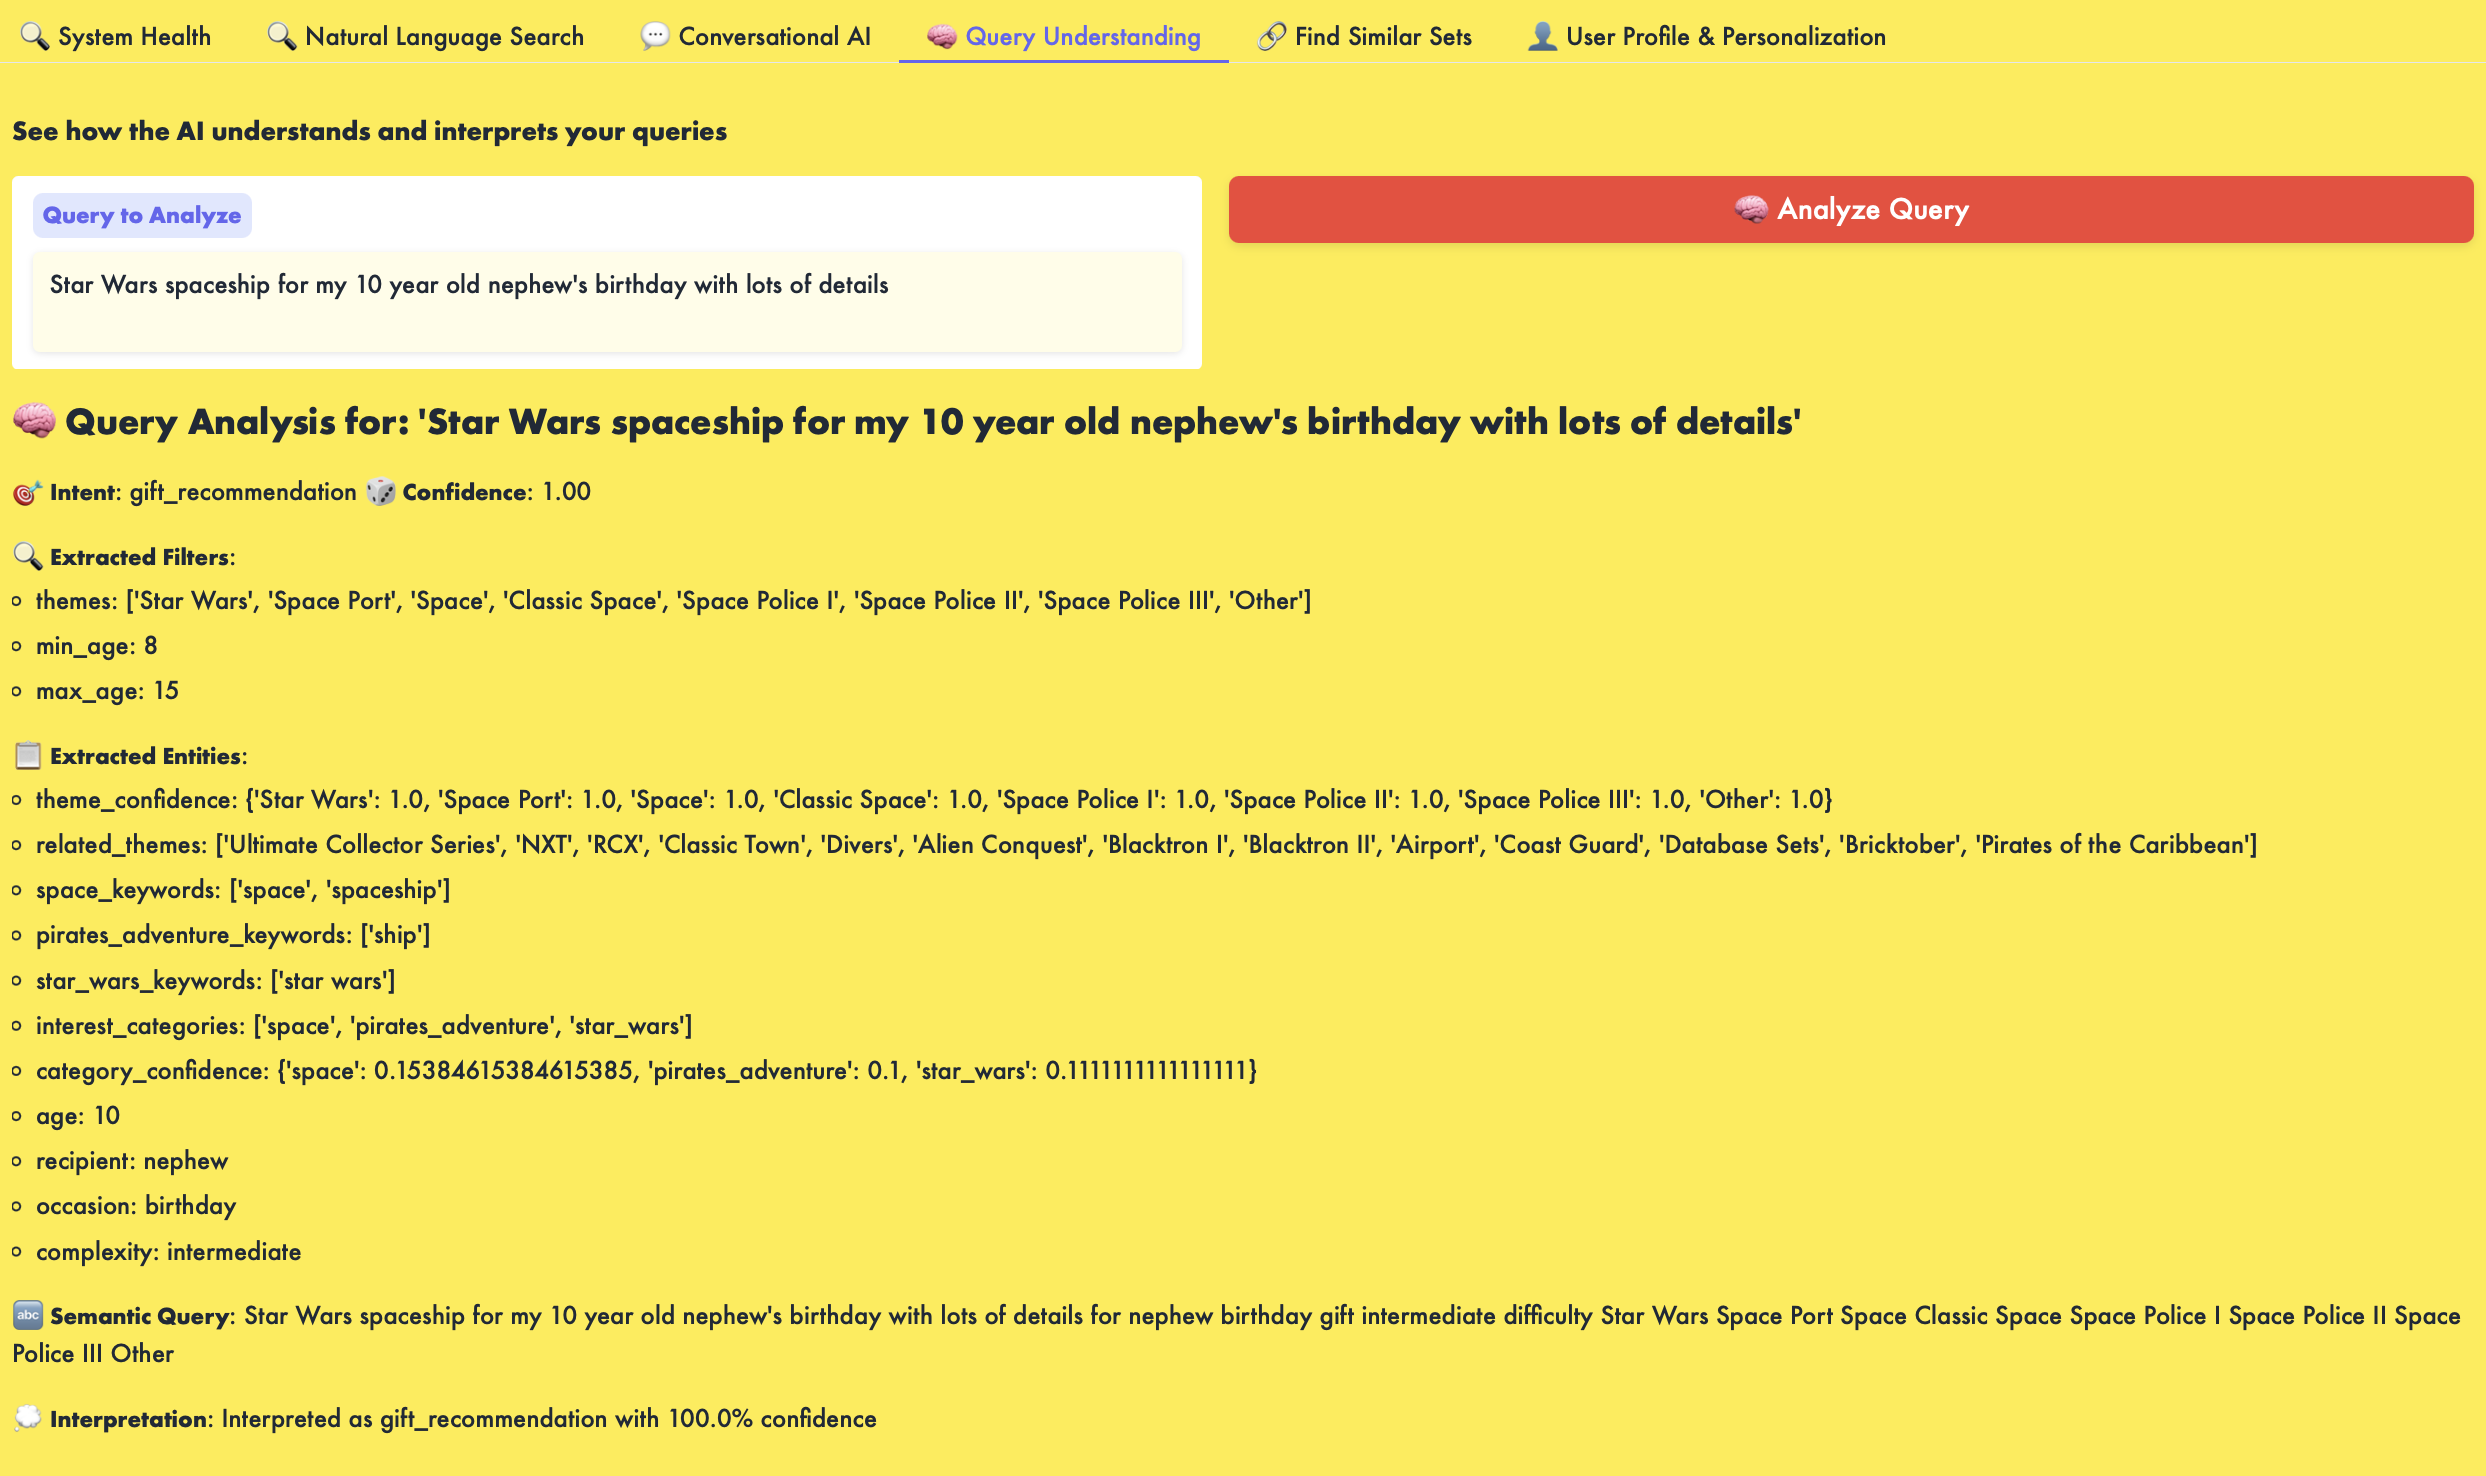 🔍 System Health
🔍 Natural Language Search
💬 Conversational AI
🧠 Query Understanding
🔗 Find Similar Sets
👤 User Profile & Personalization
See how the AI understands and interprets your queries
Query to Analyze
🧠 Analyze Query
Star Wars spaceship for my 10 year old nephew's birthday with lots of details
🧠 Query Analysis for: 'Star Wars spaceship for my 10 year old nephew's birthday with lots of details'
🎯 Intent: gift_recommendation 🎲 Confidence: 1.00
🔍 Extracted Filters:
themes: ['Star Wars', 'Space Port', 'Space', 'Classic Space', 'Space Police I', 'Space Police II', 'Space Police III', 'Other']
min_age: 8
max_age: 15
📋 Extracted Entities:
theme_confidence: {'Star Wars': 1.0, 'Space Port': 1.0, 'Space': 1.0, 'Classic Space': 1.0, 'Space Police I': 1.0, 'Space Police II': 1.0, 'Space Police III': 1.0, 'Other': 1.0}
related_themes: ['Ultimate Collector Series', 'NXT', 'RCX', 'Classic Town', 'Divers', 'Alien Conquest', 'Blacktron I', 'Blacktron II', 'Airport', 'Coast Guard', 'Database Sets', 'Bricktober', 'Pirates of the Caribbean']
space_keywords: ['space', 'spaceship']
pirates_adventure_keywords: ['ship']
star_wars_keywords: ['star wars']
interest_categories: ['space', 'pirates_adventure', 'star_wars']
category_confidence: {'space': 0.15384615384615385, 'pirates_adventure': 0.1, 'star_wars': 0.1111111111111111}
age: 10
recipient: nephew
occasion: birthday
complexity: intermediate
🔤 Semantic Query: Star Wars spaceship for my 10 year old nephew's birthday with lots of details for nephew birthday gift intermediate difficulty Star Wars Space Port Space Classic Space Space Police I Space Police II Space
Police III Other
💭 Interpretation: Interpreted as gift_recommendation with 100.0% confidence